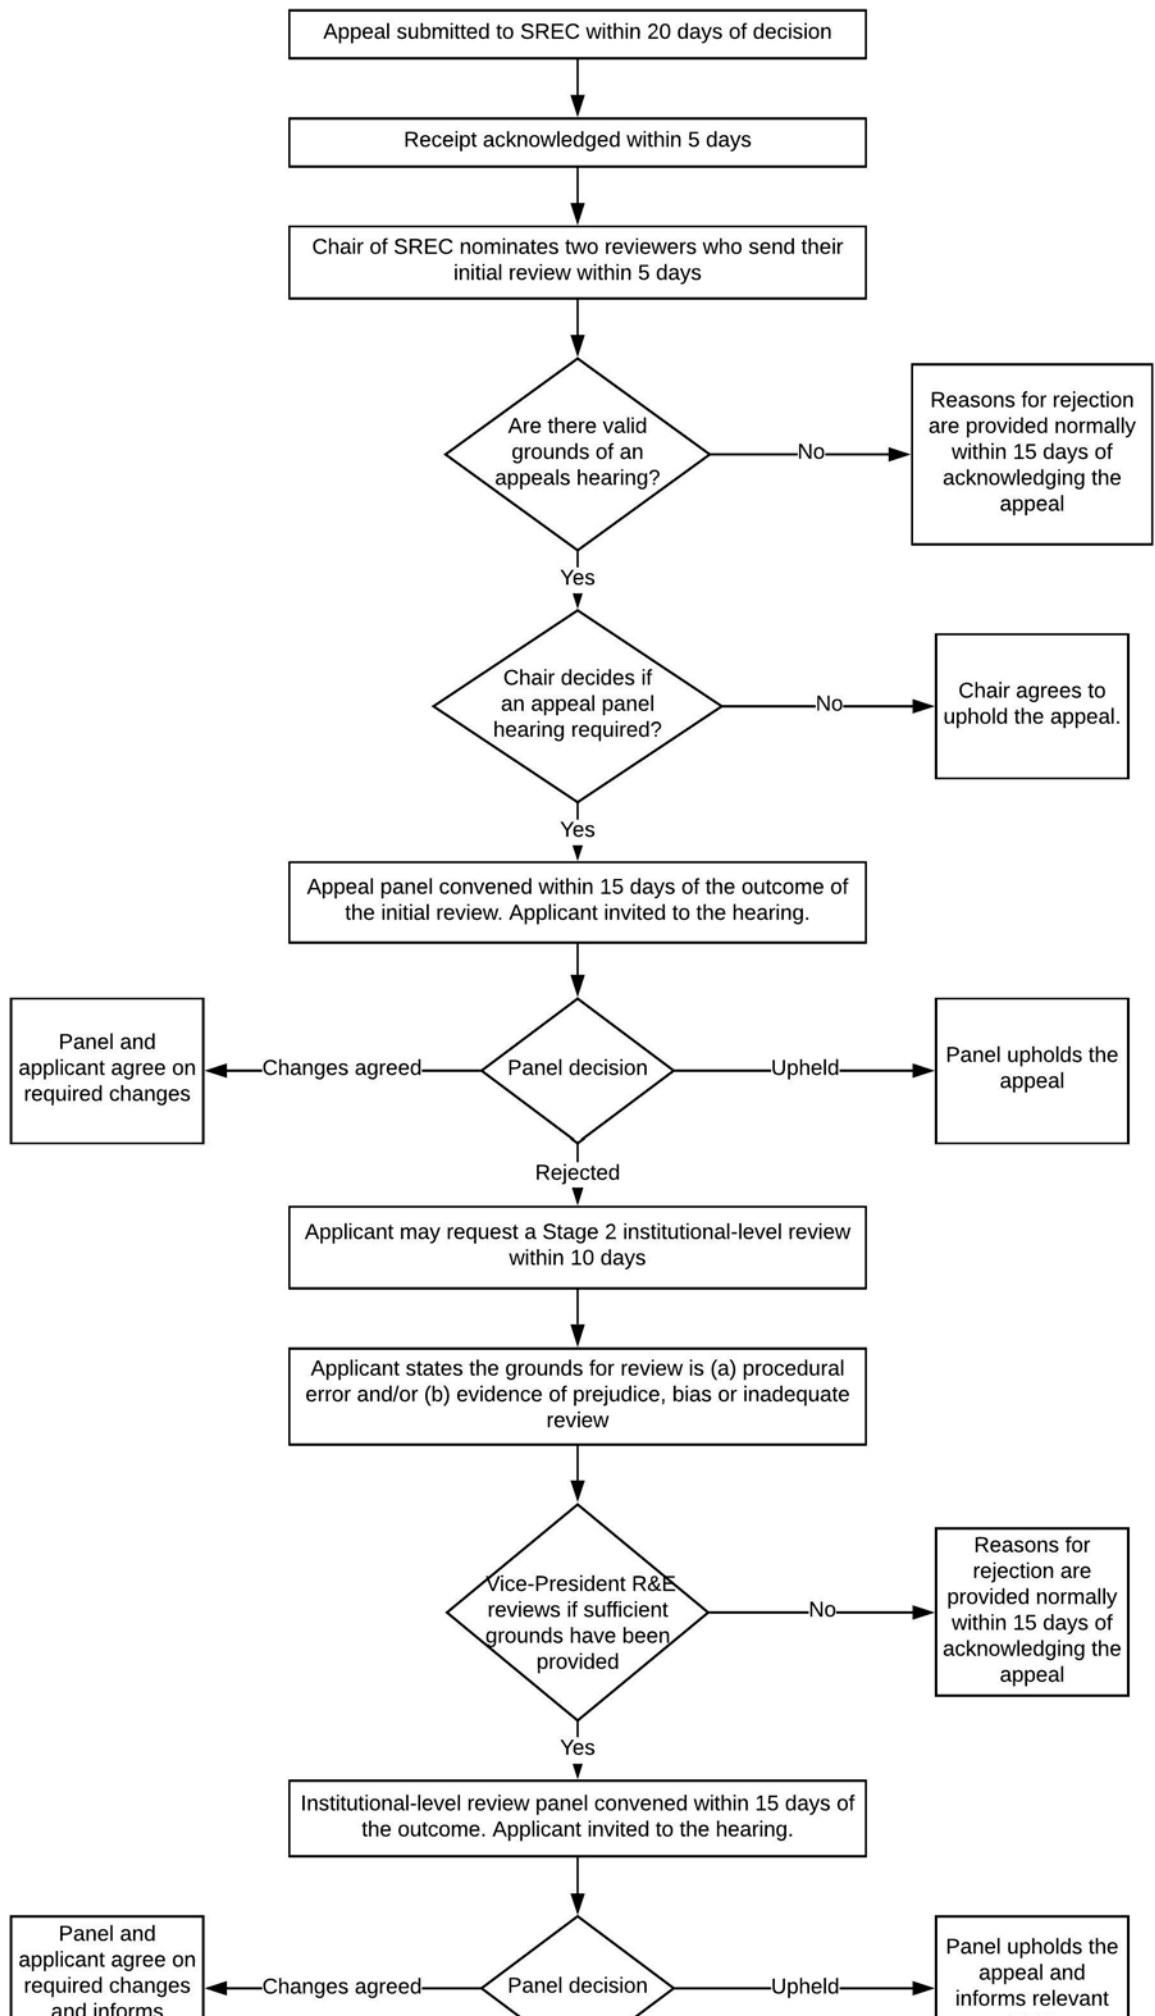 Appeal submitted to SREC within 20 days of decision
Receipt acknowledged within 5 days
Chair of SREC nominates two reviewers who send their
initial review within 5 days
Are there valid
grounds of an
appeals hearing?
No
Reasons for rejection
are provided normally
within 15 days of
acknowledging the
appeal
Yes
Chair decides if
an appeal panel
hearing required?
No
Chair agrees to
uphold the appeal.
Yes
Appeal panel convened within 15 days of the outcome of
the initial review. Applicant invited to the hearing.
Panel and
applicant agree on
required changes
Changes agreed
Panel decision
Upheld
Panel upholds the
appeal
Rejected
Applicant may request a Stage 2 institutional-level review
within 10 days
Applicant states the grounds for review is (a) procedural
error and/or (b) evidence of prejudice, bias or inadequate
review
Vice-President R&E
reviews if sufficient
grounds have been
provided
No
Reasons for
rejection are
provided normally
within 15 days of
acknowledging the
appeal
Yes
Institutional-level review panel convened within 15 days of
the outcome. Applicant invited to the hearing.
Panel and
applicant agree on
required changes
and informs
Changes agreed
Panel decision
Upheld
Panel upholds the
appeal and
informs relevant